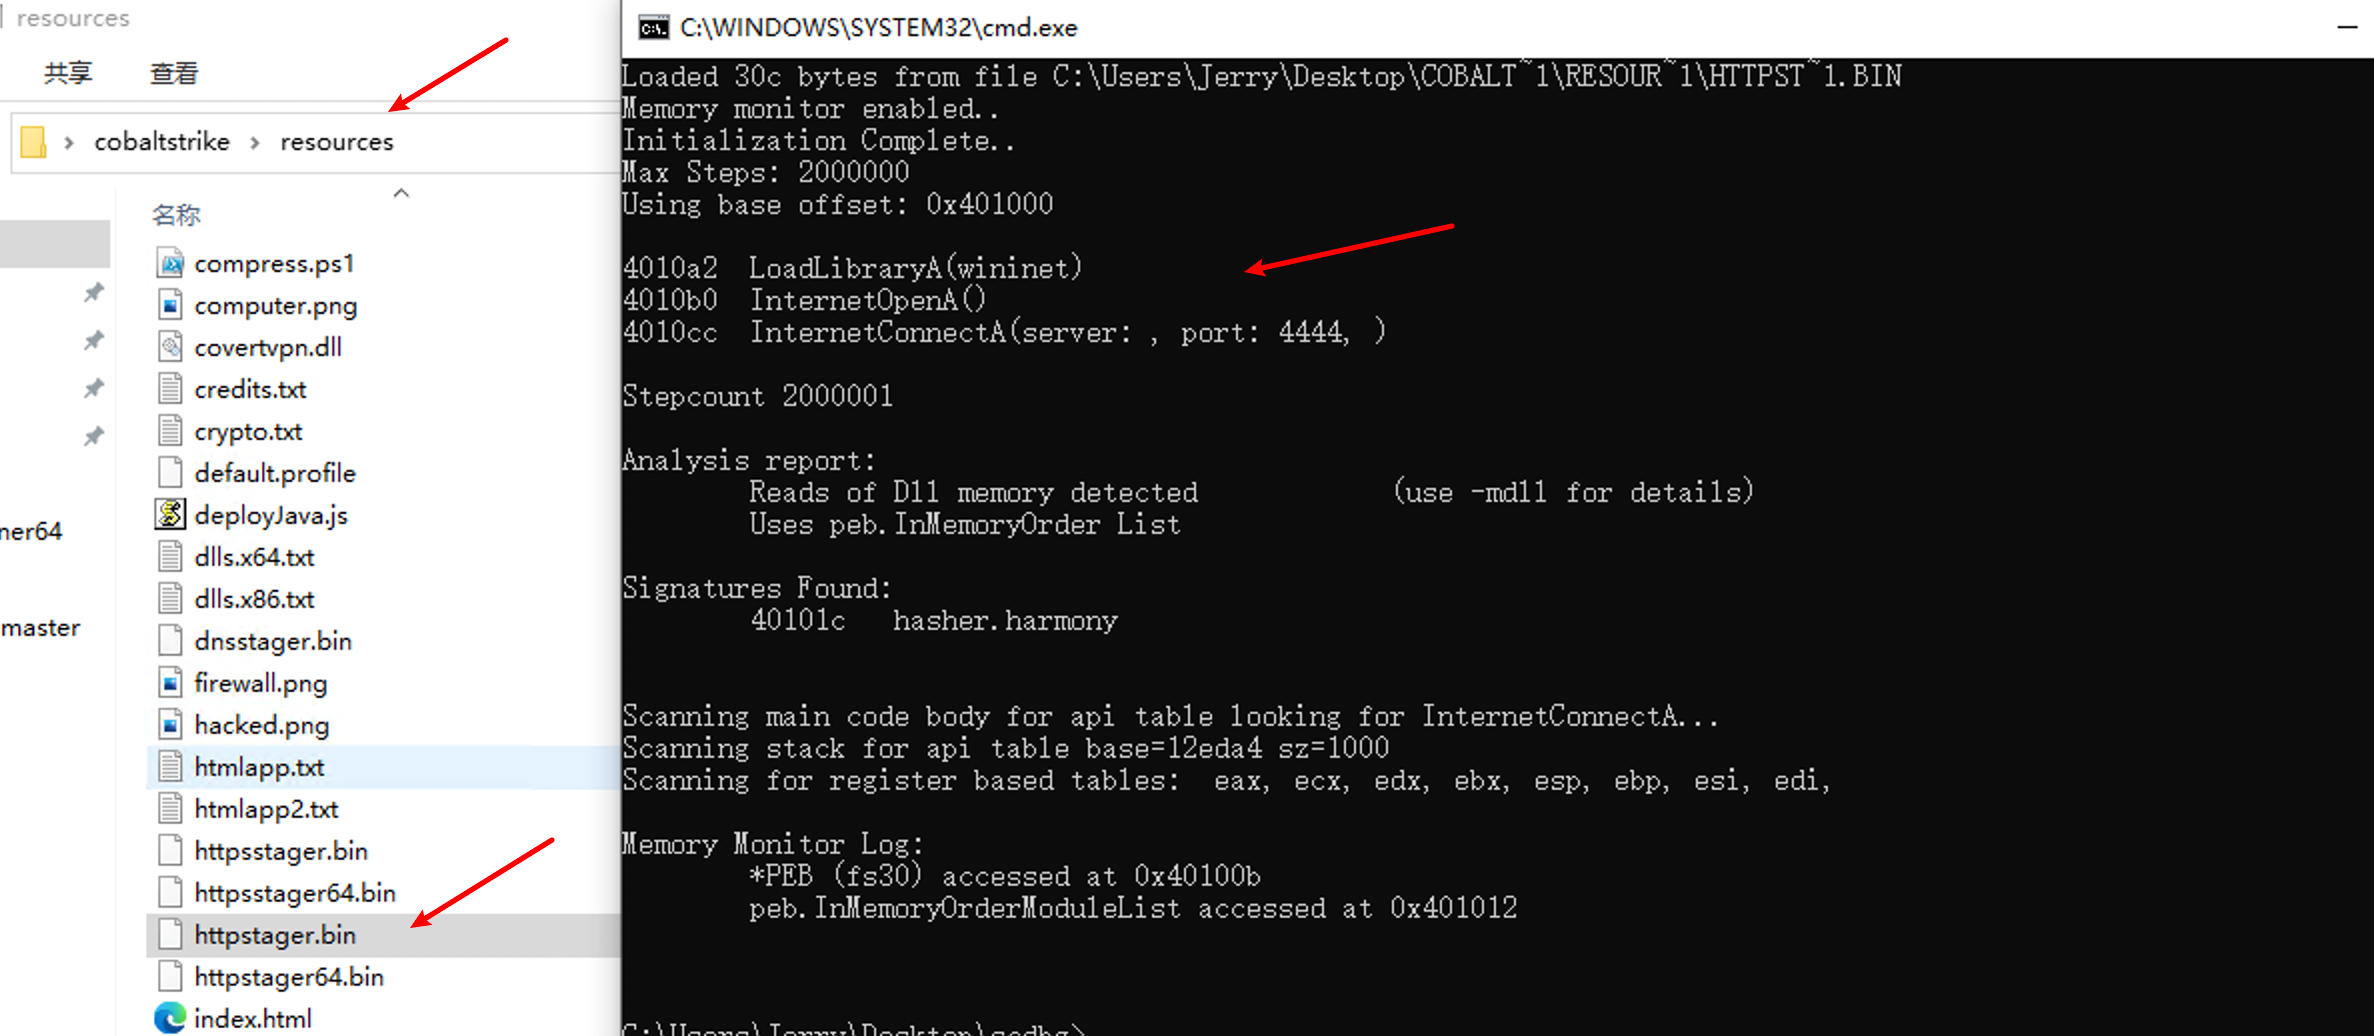 resources
共享 查看
cobaltstrike > resources
名称
compress.ps1
computer.png
covertvpn.dll
credits.txt
crypto.txt
default.profile
deployJava.js
ner64
dlls.x64.txt
dlls.x86.txt
master
dnsstager.bin
firewall.png
hacked.png
htmlapp.txt
htmlapp2.txt
httpsstager.bin
httpsstager64.bin
httpstager.bin
httpstager64.bin
index.html
C:\WINDOWS\SYSTEM32\cmd.exe
Loaded 30c bytes from file C:\Users\Jerry\Desktop\COBALT~1\RESOUR~1\HTTPST~1.BIN
Memory monitor enabled..
Initialization Complete..
Max Steps: 2000000
Using base offset: 0x401000
4010a2 LoadLibraryA(wininet)
4010b0 InternetOpenA()
4010cc InternetConnectA(server: , port: 4444, )
Stepcount 2000001
Analysis report:
Reads of Dll memory detected (use -mdll for details)
Uses peb.InMemoryOrder List
Signatures Found:
40101c hasher.harmony
Scanning main code body for api table looking for InternetConnectA...
Scanning stack for api table base=12eda4 sz=1000
Scanning for register based tables: eax, ecx, edx, ebx, esp, ebp, esi, edi,
Memory Monitor Log:
*PEB (fs30) accessed at 0x40100b
peb.InMemoryOrderModuleList accessed at 0x401012
C:\Users\Jerry\Desktop\scdbg>